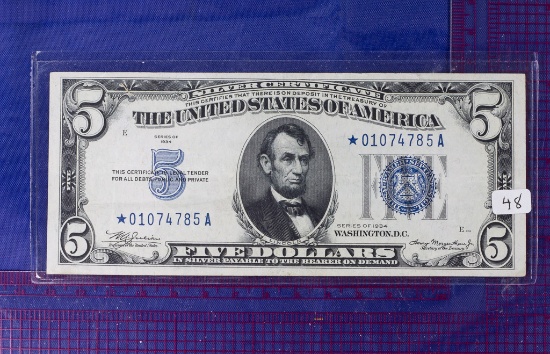 SILVER CERTIFICATE
5
THIS CERTIFIES THAT THERE IS ON DEPOSIT IN THE TREASURY OF
5
THE UNITED STATES OF AMERICA
E
SERIES OF
1934
★01074785 A
5
THIS CERTIFICATE IS LEGAL TENDER
FOR ALL DEBTS PUBLIC AND PRIVATE
FIVE
48
★01074785 A
SERIES OF 1934
WASHINGTON, D.C.
E
5
5
FIVE DOLLARS
IN SILVER PAYABLE TO THE BEARER ON DEMAND